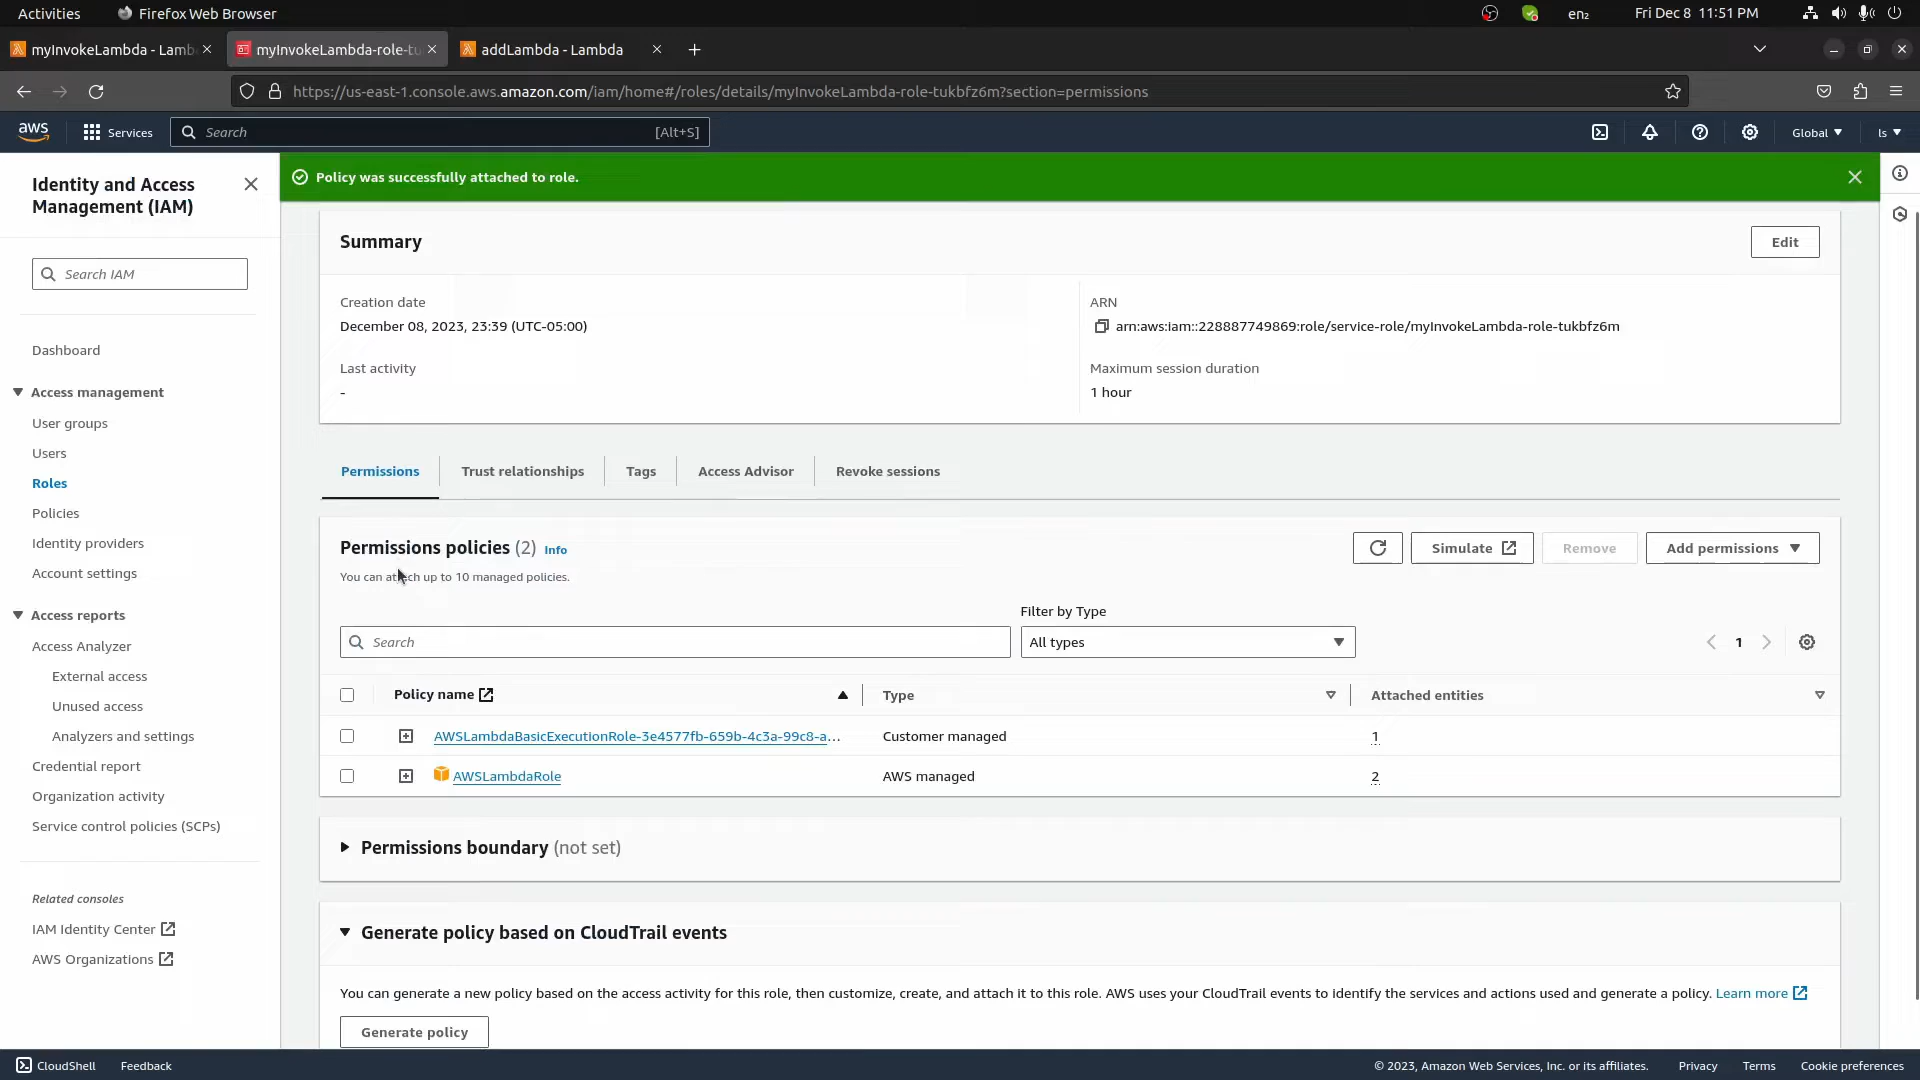 Activities
Firefox Web Browser
en₂
Fri Dec 8 11:51 PM
myInvokeLambda - Lamb
myInvokeLambda-role-tu
addLambda - Lambda
https://us-east-1.console.aws.amazon.com/iam/home#/roles/details/myInvokeLambda-role-tukbfz6m?section=permissions
aws
Services
Search
[Alt+S]
Global
ls
Identity and Access
Management (IAM)
Search IAM
Dashboard
Access management
User groups
Users
Roles
Policies
Identity providers
Account settings
Access reports
Access Analyzer
External access
Unused access
Analyzers and settings
Credential report
Organization activity
Service control policies (SCPs)
Related consoles
IAM Identity Center
AWS Organizations
Policy was successfully attached to role.
Summary
Edit
Creation date
December 08, 2023, 23:39 (UTC-05:00)
Last activity
-
ARN
arn:aws:iam::228887749869:role/service-role/myInvokeLambda-role-tukbfz6m
Maximum session duration
1 hour
Permissions
Trust relationships
Tags
Access Advisor
Revoke sessions
Permissions policies (2) Info
You can attach up to 10 managed policies.
Simulate
Remove
Add permissions
Filter by Type
Search
All types
1
Policy name
Type
Attached entities
AWSLambdaBasicExecutionRole-3e4577fb-659b-4c3a-99c8-a...
Customer managed
1
AWSLambdaRole
AWS managed
2
Permissions boundary (not set)
Generate policy based on CloudTrail events
You can generate a new policy based on the access activity for this role, then customize, create, and attach it to this role. AWS uses your CloudTrail events to identify the services and actions used and generate a policy. Learn more
Generate policy
CloudShell
Feedback
© 2023, Amazon Web Services, Inc. or its affiliates.
Privacy
Terms
Cookie preferences